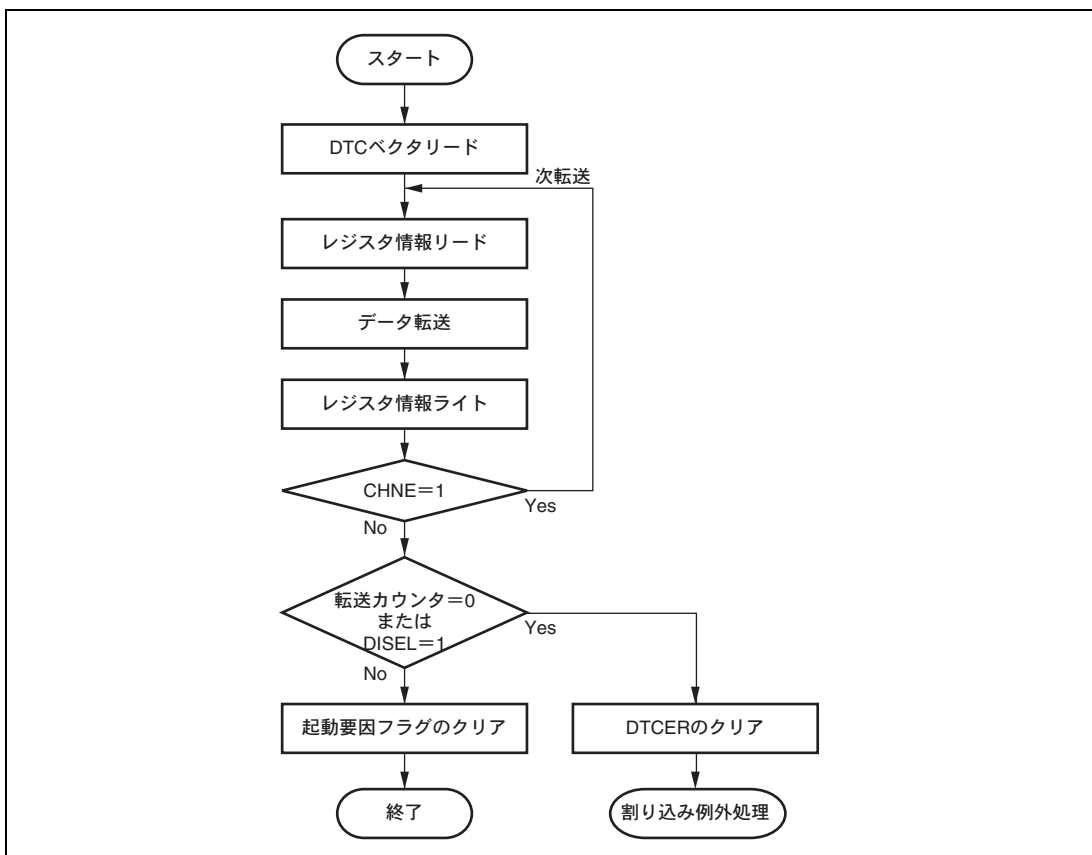 スタート
DTCベクタリード
次転送
レジスタ情報リード
データ転送
レジスタ情報ライト
CHNE＝1
Yes
No
転送カウンタ=0
または
DISEL＝1
Yes
No
起動要因フラグのクリア
DTCERのクリア
終了
割り込み例外処理